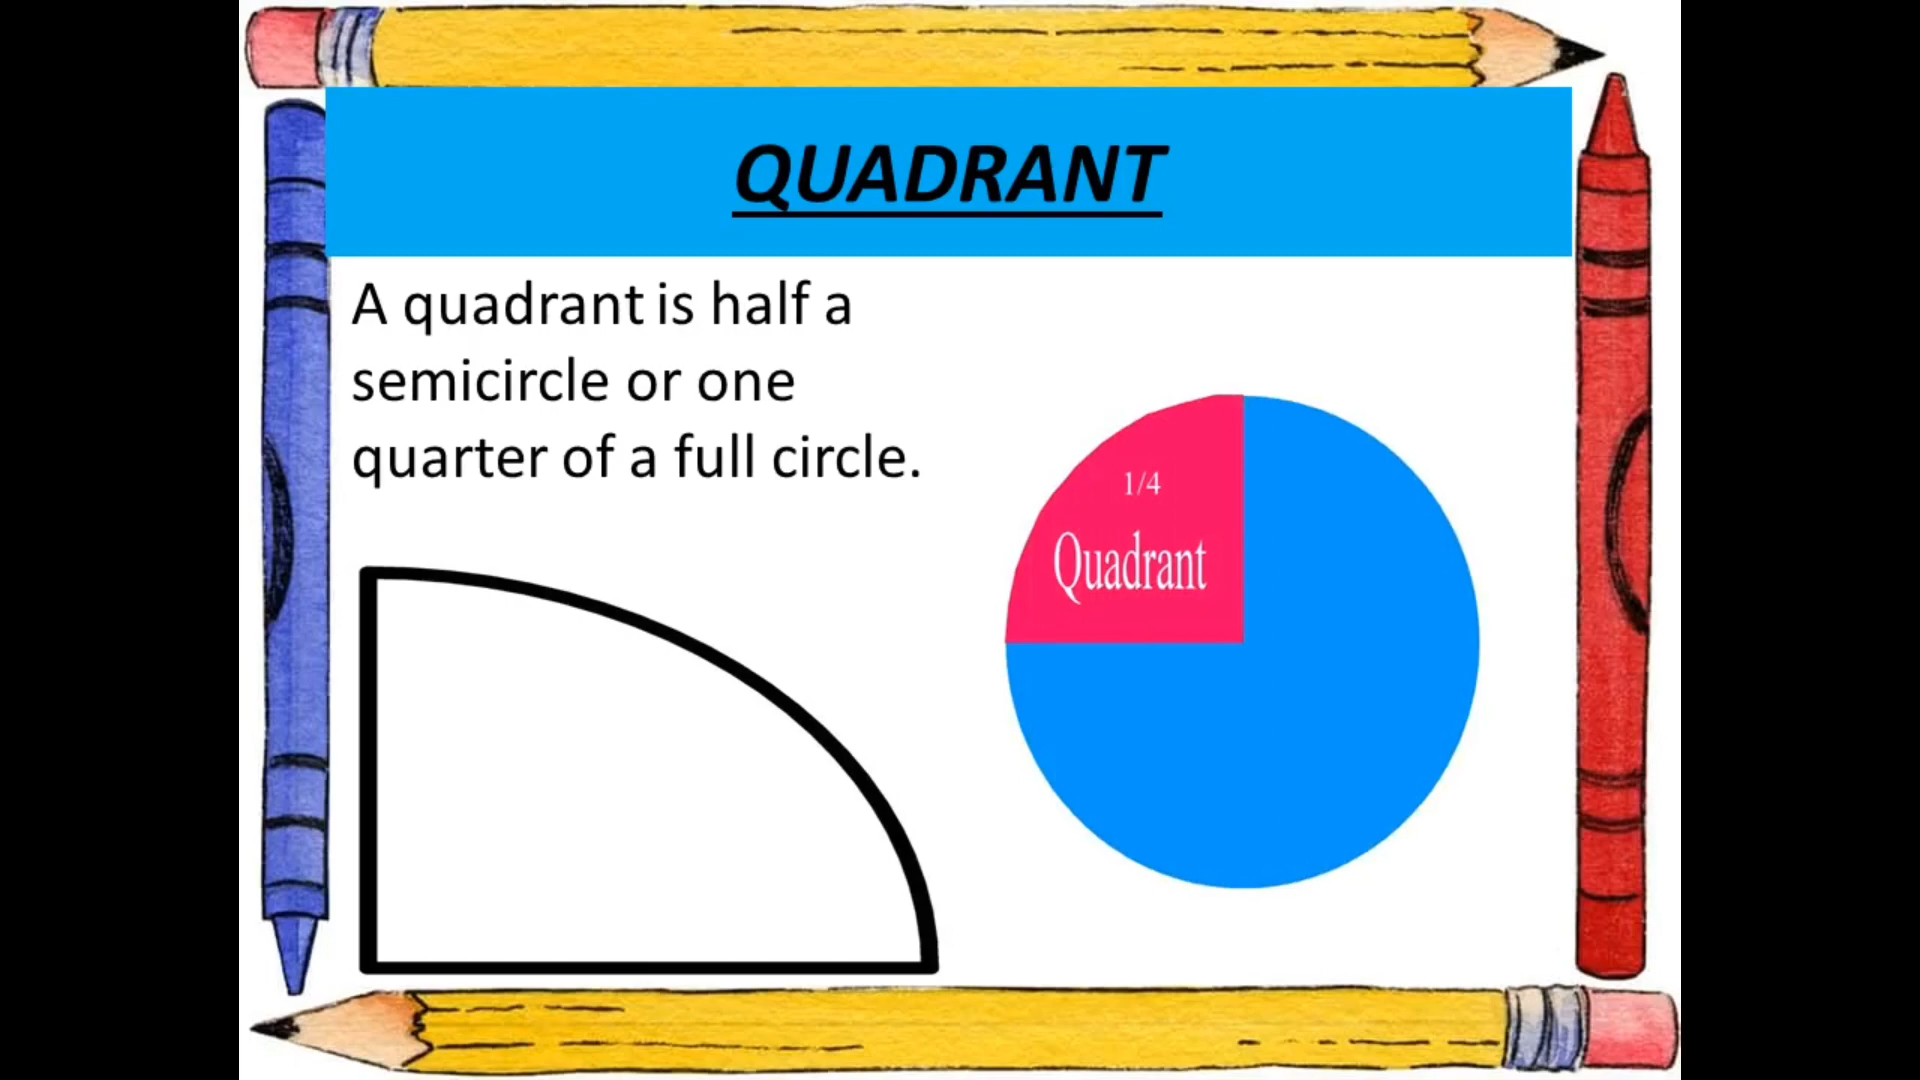 QUADRANT
A quadrant is half a
semicircle or one
quarter of a full circle.
1/4
Quadrant